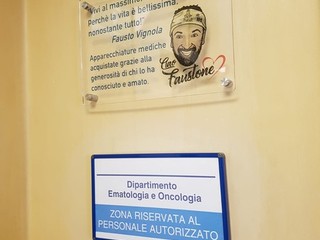 Vivi al massimo
Perchè la vita è bellissima,
nonostante tutto!"
Fausto Vignola
Apparecchiature mediche
acquistate grazie alla
generosità di chi lo ha
conosciuto e amato.
Ciao
Faustone
Dipartimento
Ematologia e Oncologia
ZONA RISERVATA AL
PERSONALE AUTORIZZATO